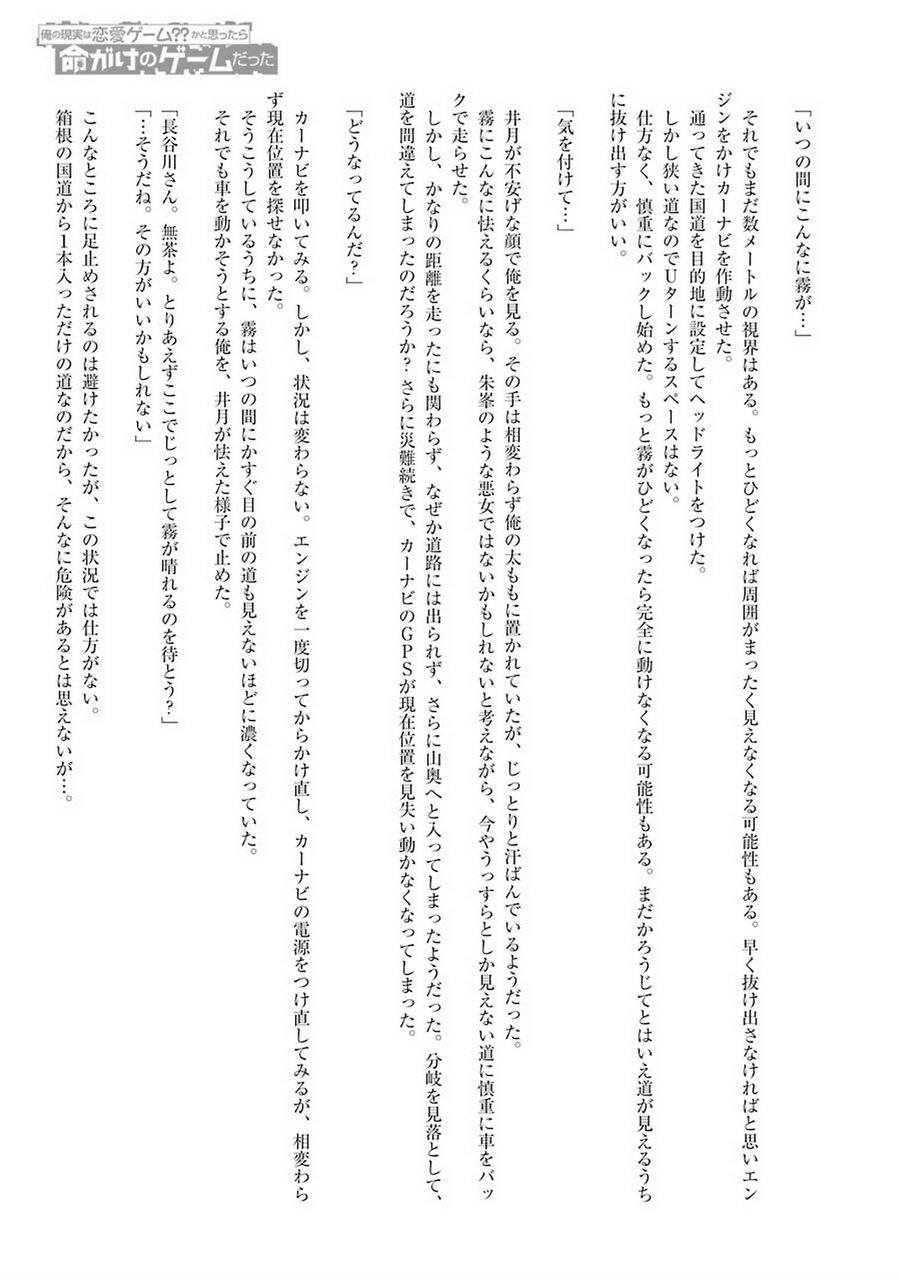 俺の現実は恋愛ゲーム??かと思ったら
命がけのゲームだった
「いつの間にこんなに霧が…」
それでもまだ数メートルの視界はある。もっとひどくなれば周囲がまったく見えなくなる可能性もある。早く抜け出さなければと思いエン
ジンをかけカーナビを作動させた。
通ってきた国道を目的地に設定してヘッドライトをつけた。
しかし狭い道なのでUターンするスペースはない。
仕方なく、慎重にバックし始めた。もっと霧がひどくなったら完全に動けなくなる可能性もある。まだかろうじてとはいえ道が見えるうち
に抜け出す方がいい。
「気を付けて…」
井月が不安げな顔で俺を見る。その手は相変わらず俺の太ももに置かれていたが、じっとりと汗ばんでいるようだった。
霧にこんなに怯えるくらいなら、朱峯のような悪女ではないかもしれないと考えながら、今やうっすらとしか見えない道に慎重に車をバッ
クで走らせた。
しかし、かなりの距離を走ったにも関わらず、なぜか道路には出られず、さらに山奥へと入ってしまったようだった。分岐を見落として、
道を間違えてしまったのだろうか？さらに災難続きで、カーナビのGPSが現在位置を見失い動かなくなってしまった。
「どうなってるんだ？」
カーナビを叩いてみる。しかし、状況は変わらない。エンジンを一度切ってからかけ直し、カーナビの電源をつけ直してみるが、相変わら
ず現在位置を探せなかった。
そうこうしているうちに、霧はいつの間にかすぐ目の前の道も見えないほどに濃くなっていた。
それでも車を動かそうとする俺を、井月が怯えた様子で止めた。
「長谷川さん。無茶よ。とりあえずここでじっとして霧が晴れるのを待とう？」
「…そうだね。その方がいいかもしれない」
こんなところに足止めされるのは避けたかったが、この状況では仕方がない。
箱根の国道から1本入っただけの道なのだから、そんなに危険があるとは思えないが…。